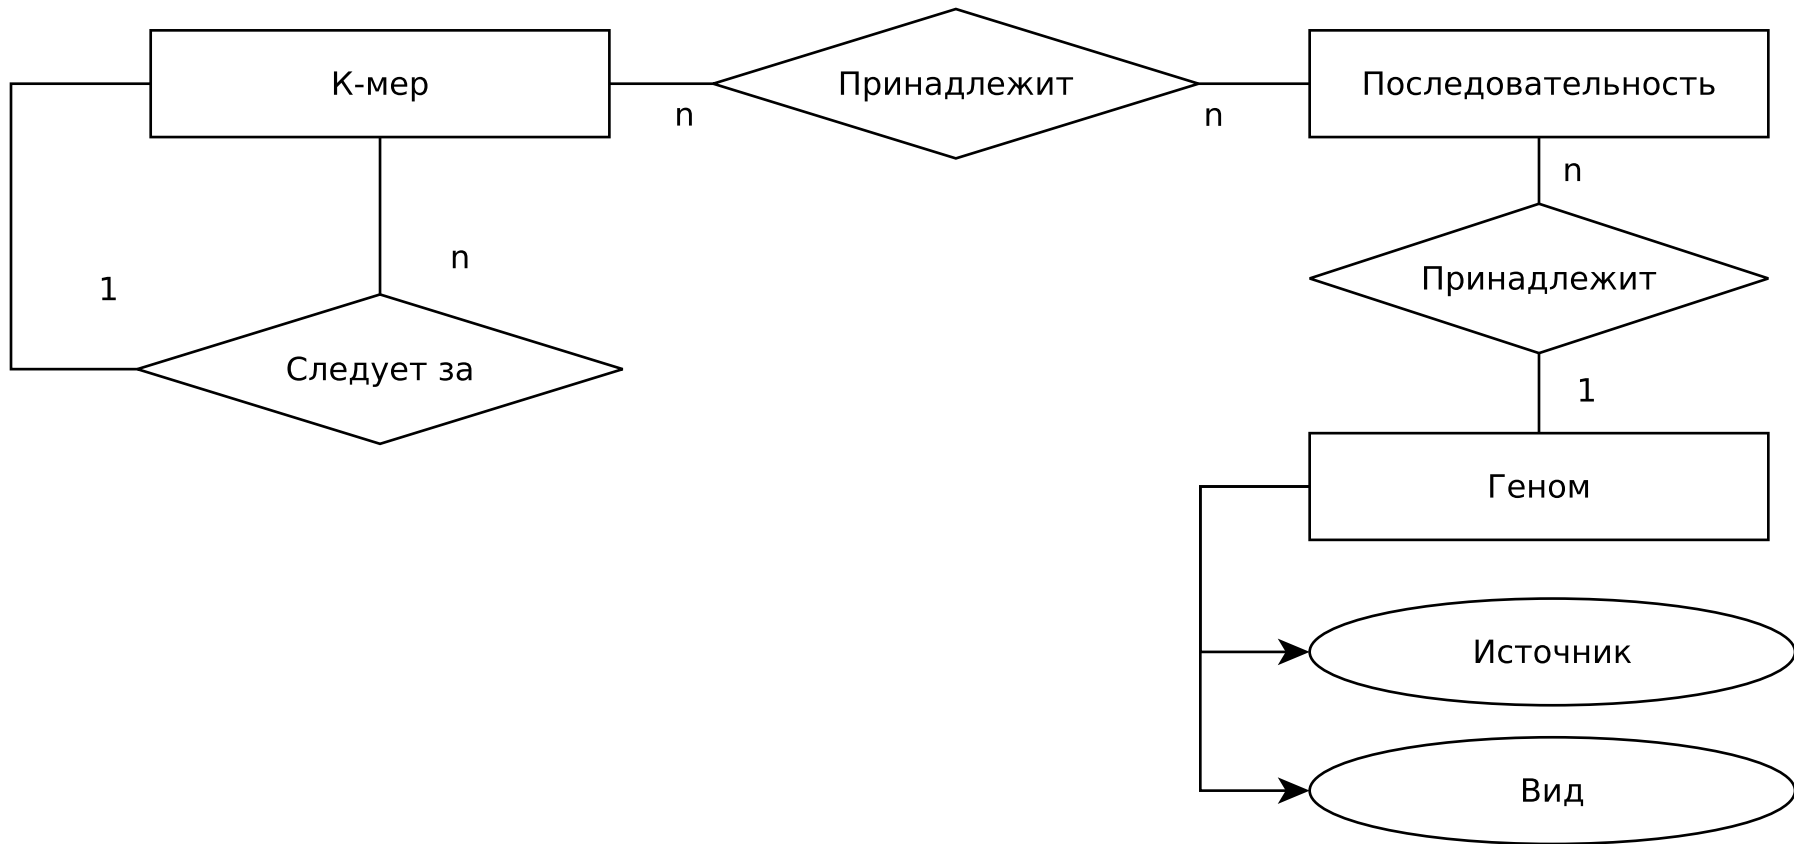 К-мер
Принадлежит
Последовательность
n
n
n
n
1
Принадлежит
Следует за
1
Геном
Источник
Вид